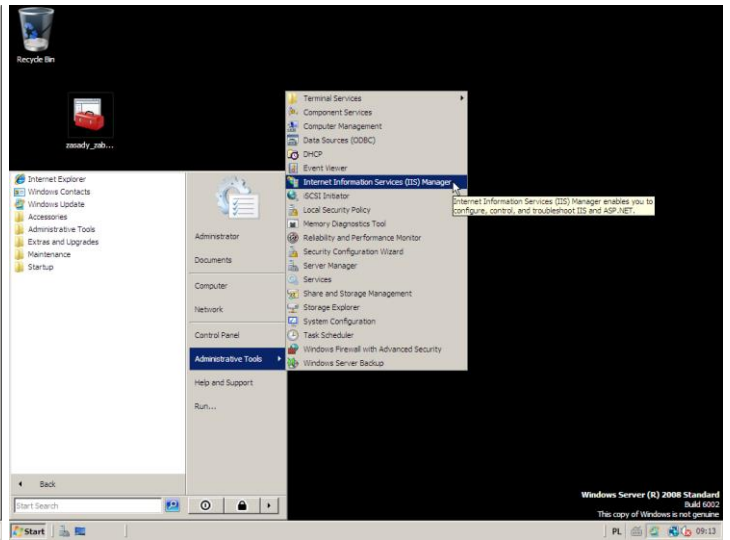 Recycle Bin
zasady_zab...
Internet Explorer
Windows Contacts
Windows Update
Accessories
Administrative Tools
Extras and Upgrades
Maintenance
Startup
Back
Start Search
Administrator
Documents
Computer
Network
Control Panel
Administrative Tools
Help and Support
Run...
Terminal Services
Component Services
Computer Management
Data Sources (ODBC)
DHCP
Event Viewer
Internet Information Services (IIS) Manager
iSCSI Initiator
Local Security Policy
Memory Diagnostics Tool
Reliability and Performance Monitor
Security Configuration Wizard
Server Manager
Services
Share and Storage Management
Storage Explorer
System Configuration
Task Scheduler
Windows Firewall with Advanced Security
Windows Server Backup
Internet Information Services (IIS) Manager enables you to
configure, control, and troubleshoot IIS and ASP.NET.
Windows Server (R) 2008 Standard
Build 6002
This copy of Windows is not genuine
Start
PL
09:13